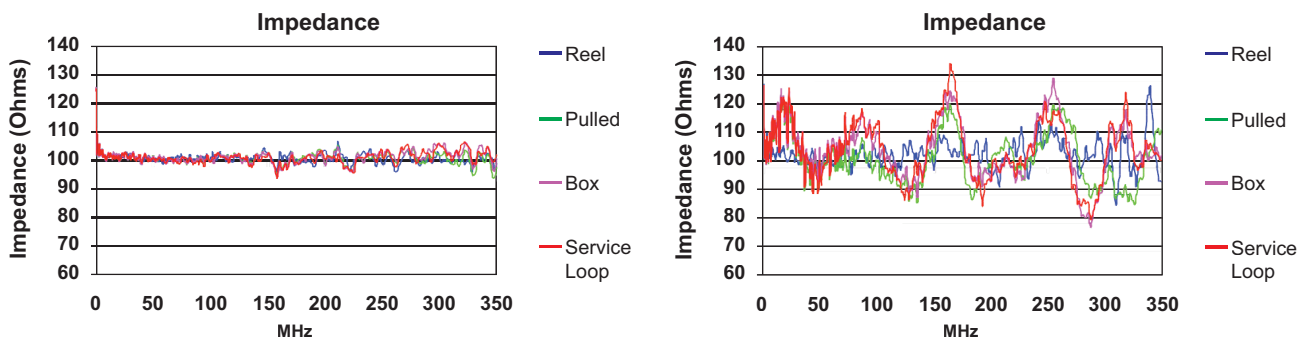 Impedance
Impedance (Ohms)
140
130
120
110
100
90
80
70
60
0 50 100 150 200 250 300 350
MHz
Reel
Pulled
Box
Service
Loop
Impedance
Impedance (Ohms)
140
130
120
110
100
90
80
70
60
0 50 100 150 200 250 300 350
MHz
Reel
Pulled
Box
Service
Loop